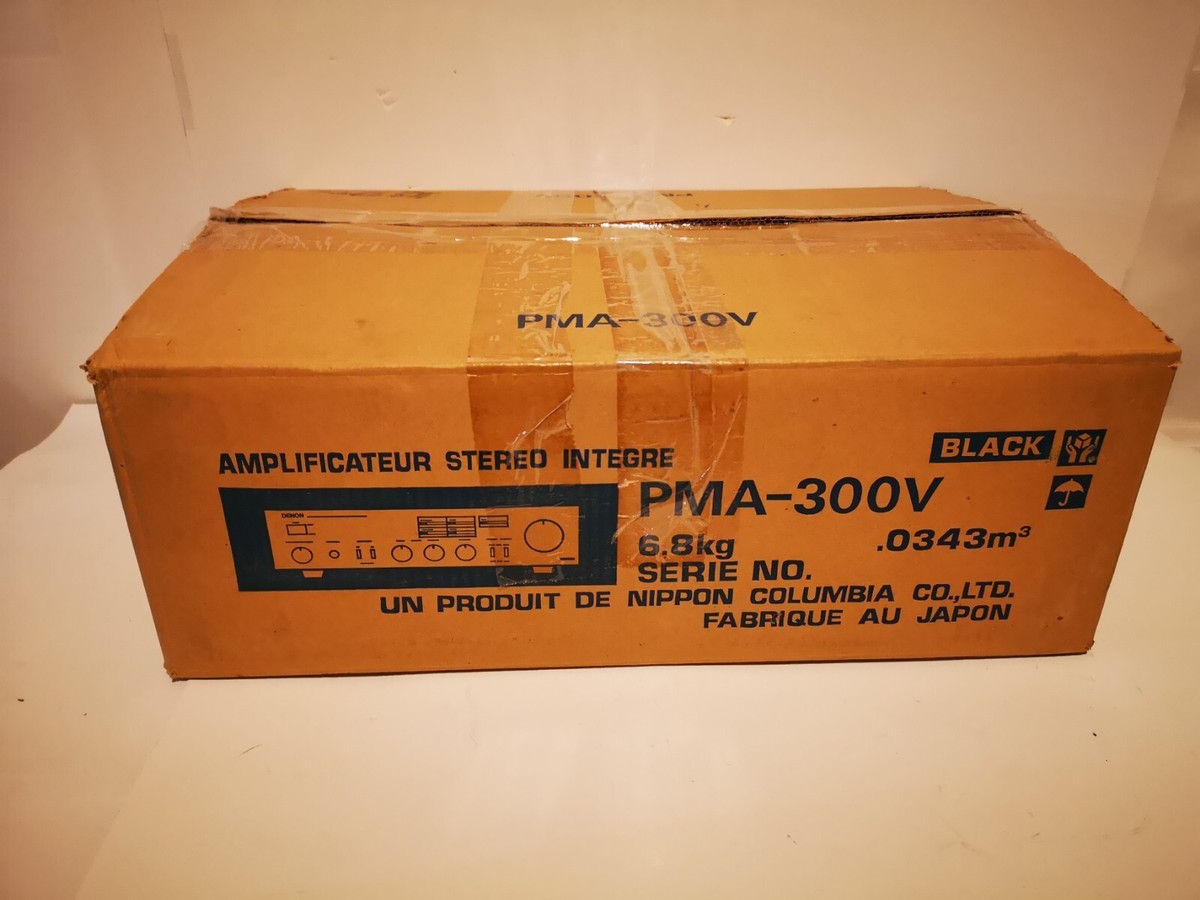 PMA-300V
AMPLIFICATEUR STEREO INTEGRE
BLACK
DENON
PMA-300V
6.8kg .0343m³
SERIE NO.
UN PRODUIT DE NIPPON COLUMBIA CO.,LTD.
FABRIQUE AU JAPON